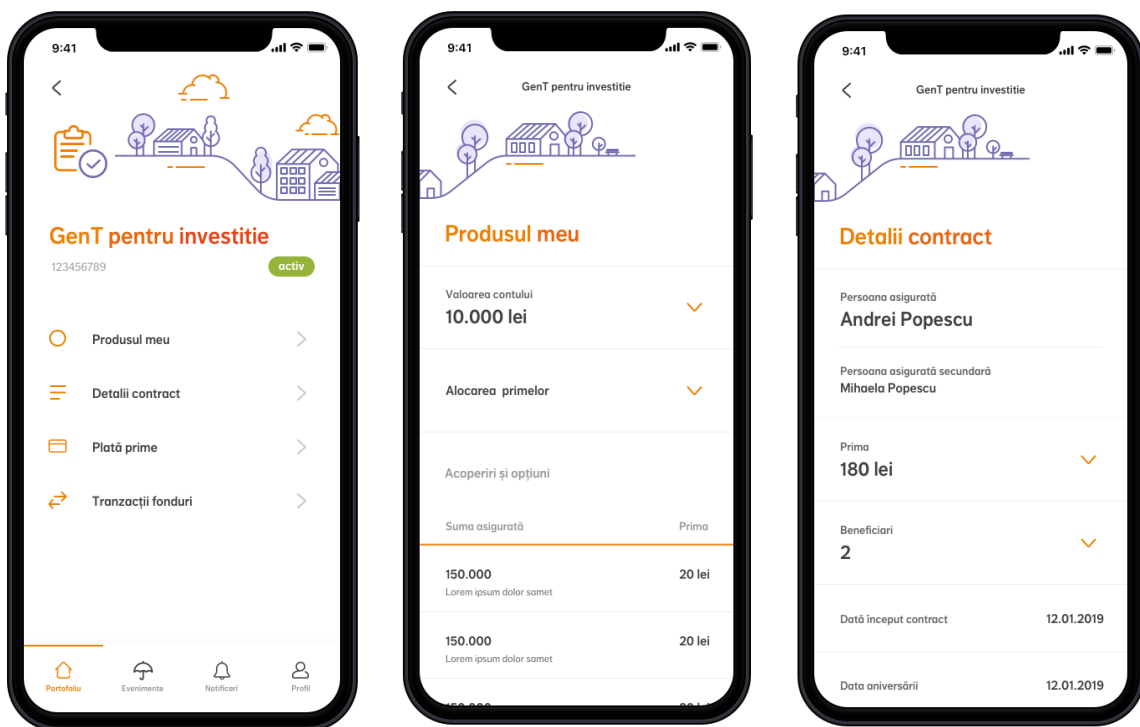 9:41
GenT pentru investitie
123456789
activ
Produsul meu
Detalii contract
Plată prime
Tranzacții fonduri
Portofoliu
Evenimente
Notificari
Profil
9:41
GenT pentru investitie
Produsul meu
Valoarea contului
10.000 lei
Alocarea primelor
Acoperiri și opțiuni
Suma asigurată Prima
150.000 20 lei
Lorem ipsum dolor samet
150.000 20 lei
Lorem ipsum dolor samet
9:41
GenT pentru investitie
Detalii contract
Persoana asigurată
Andrei Popescu
Persoana asigurată secundară
Mihaela Popescu
Prima
180 lei
Beneficiari
2
Dată început contract 12.01.2019
Data aniversării 12.01.2019